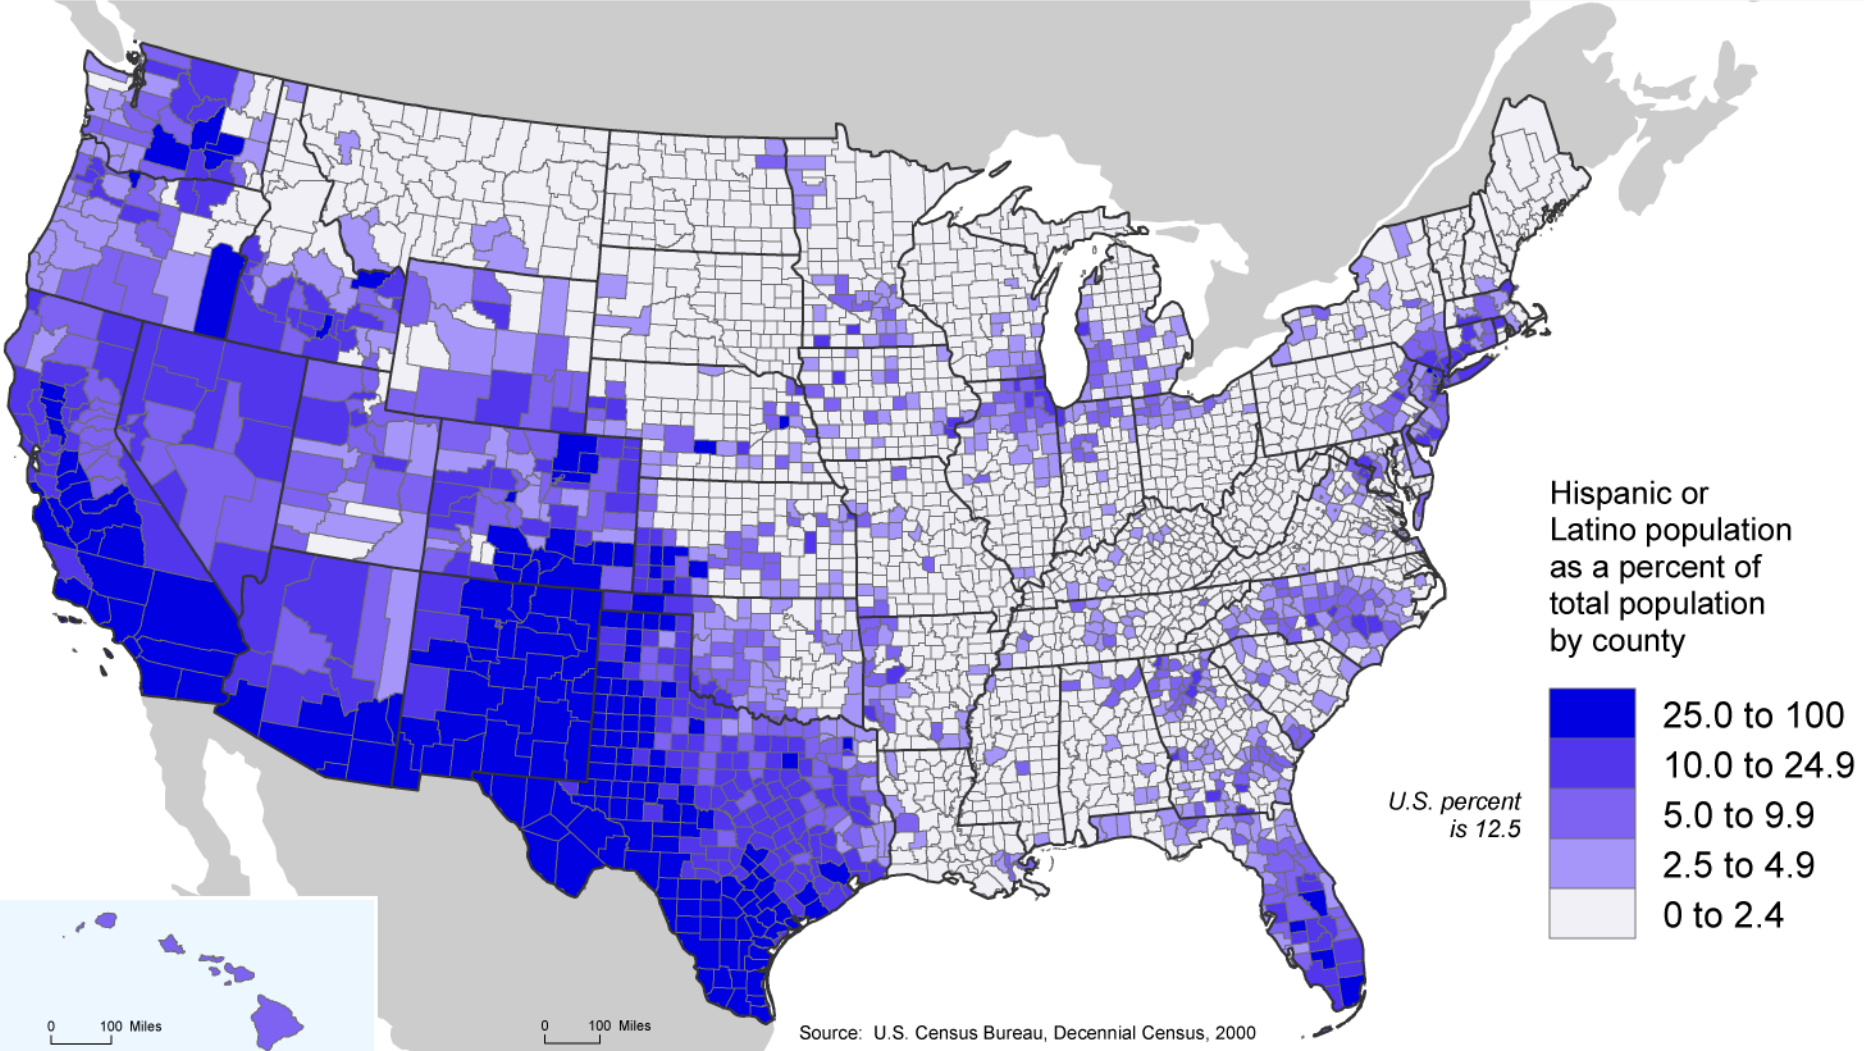 Hispanic or
Latino population
as a percent of
total population
by county
25.0 to 100
10.0 to 24.9
5.0 to 9.9
2.5 to 4.9
0 to 2.4
U.S. percent
is 12.5
0 100 Miles
0 100 Miles
Source: U.S. Census Bureau, Decennial Census, 2000